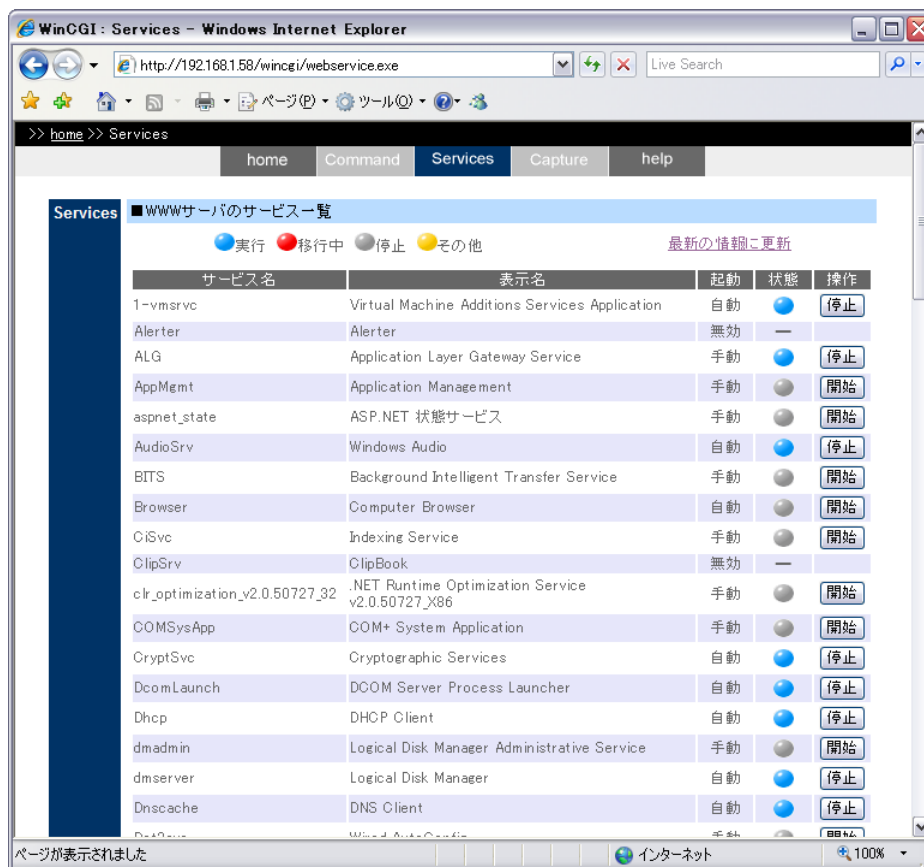 WinCGI : Services - Windows Internet Explorer
http://192.168.1.58/wincgi/webservice.exe
Live Search
ページ(P) ツール(O)
>> home >> Services
home Command Services Capture help
Services ■WWWサーバのサービス一覧
実行 移行中 停止 その他 最新の情報に更新
サービス名 表示名 起動 状態 操作
1-vmsrvc Virtual Machine Additions Services Application 自動 停止
Alerter Alerter 無効 ―
ALG Application Layer Gateway Service 手動 停止
AppMgmt Application Management 手動 開始
aspnet_state ASP.NET 状態サービス 手動 開始
AudioSrv Windows Audio 自動 停止
BITS Background Intelligent Transfer Service 手動 開始
Browser Computer Browser 自動 開始
CiSvc Indexing Service 手動 開始
ClipSrv ClipBook 無効 ―
clr_optimization_v2.0.50727_32 .NET Runtime Optimization Service
v2.0.50727_X86 手動 開始
COMSysApp COM+ System Application 手動 開始
CryptSvc Cryptographic Services 自動 停止
DcomLaunch DCOM Server Process Launcher 自動 停止
Dhcp DHCP Client 自動 停止
dmadmin Logical Disk Manager Administrative Service 手動 開始
dmserver Logical Disk Manager 自動 停止
Dnscache DNS Client 自動 停止
ページが表示されました インターネット 100%